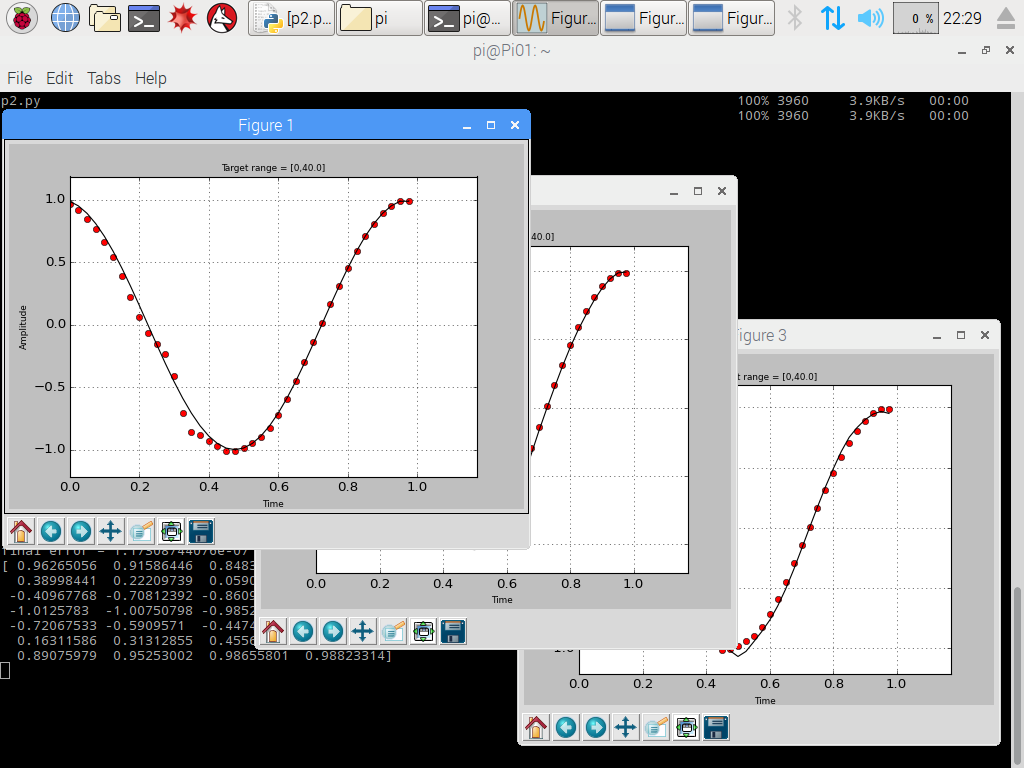 [p2.p...
pi
pi@...
Figur...
Figur...
Figur...
0 %
22:29
pi@Pi01: ~
File Edit Tabs Help
p2.py 100% 3960 3.9KB/s 00:00
100% 3960 3.9KB/s 00:00
Figure 1
Target range = [0,40.0]
1.0
0.5
0.0
−0.5
−1.0
Amplitude
0.0 0.2 0.4 0.6 0.8 1.0
Time
40.0]
0.0 0.2 0.4 0.6 0.8 1.0
Time
Figure 3
t range = [0,40.0]
0.0 0.2 0.4 0.6 0.8 1.0
Time
[ 0.96265056 0.91586446 0.8483
0.38998441 0.22209739 0.0590
-0.40967768 -0.70812392 -0.8609
-1.0125783 -1.00750798 -0.9852
-0.72067533 -0.5909571 -0.4474
0.16311586 0.31312855 0.4556
0.89075979 0.95253002 0.98655801 0.98823314]